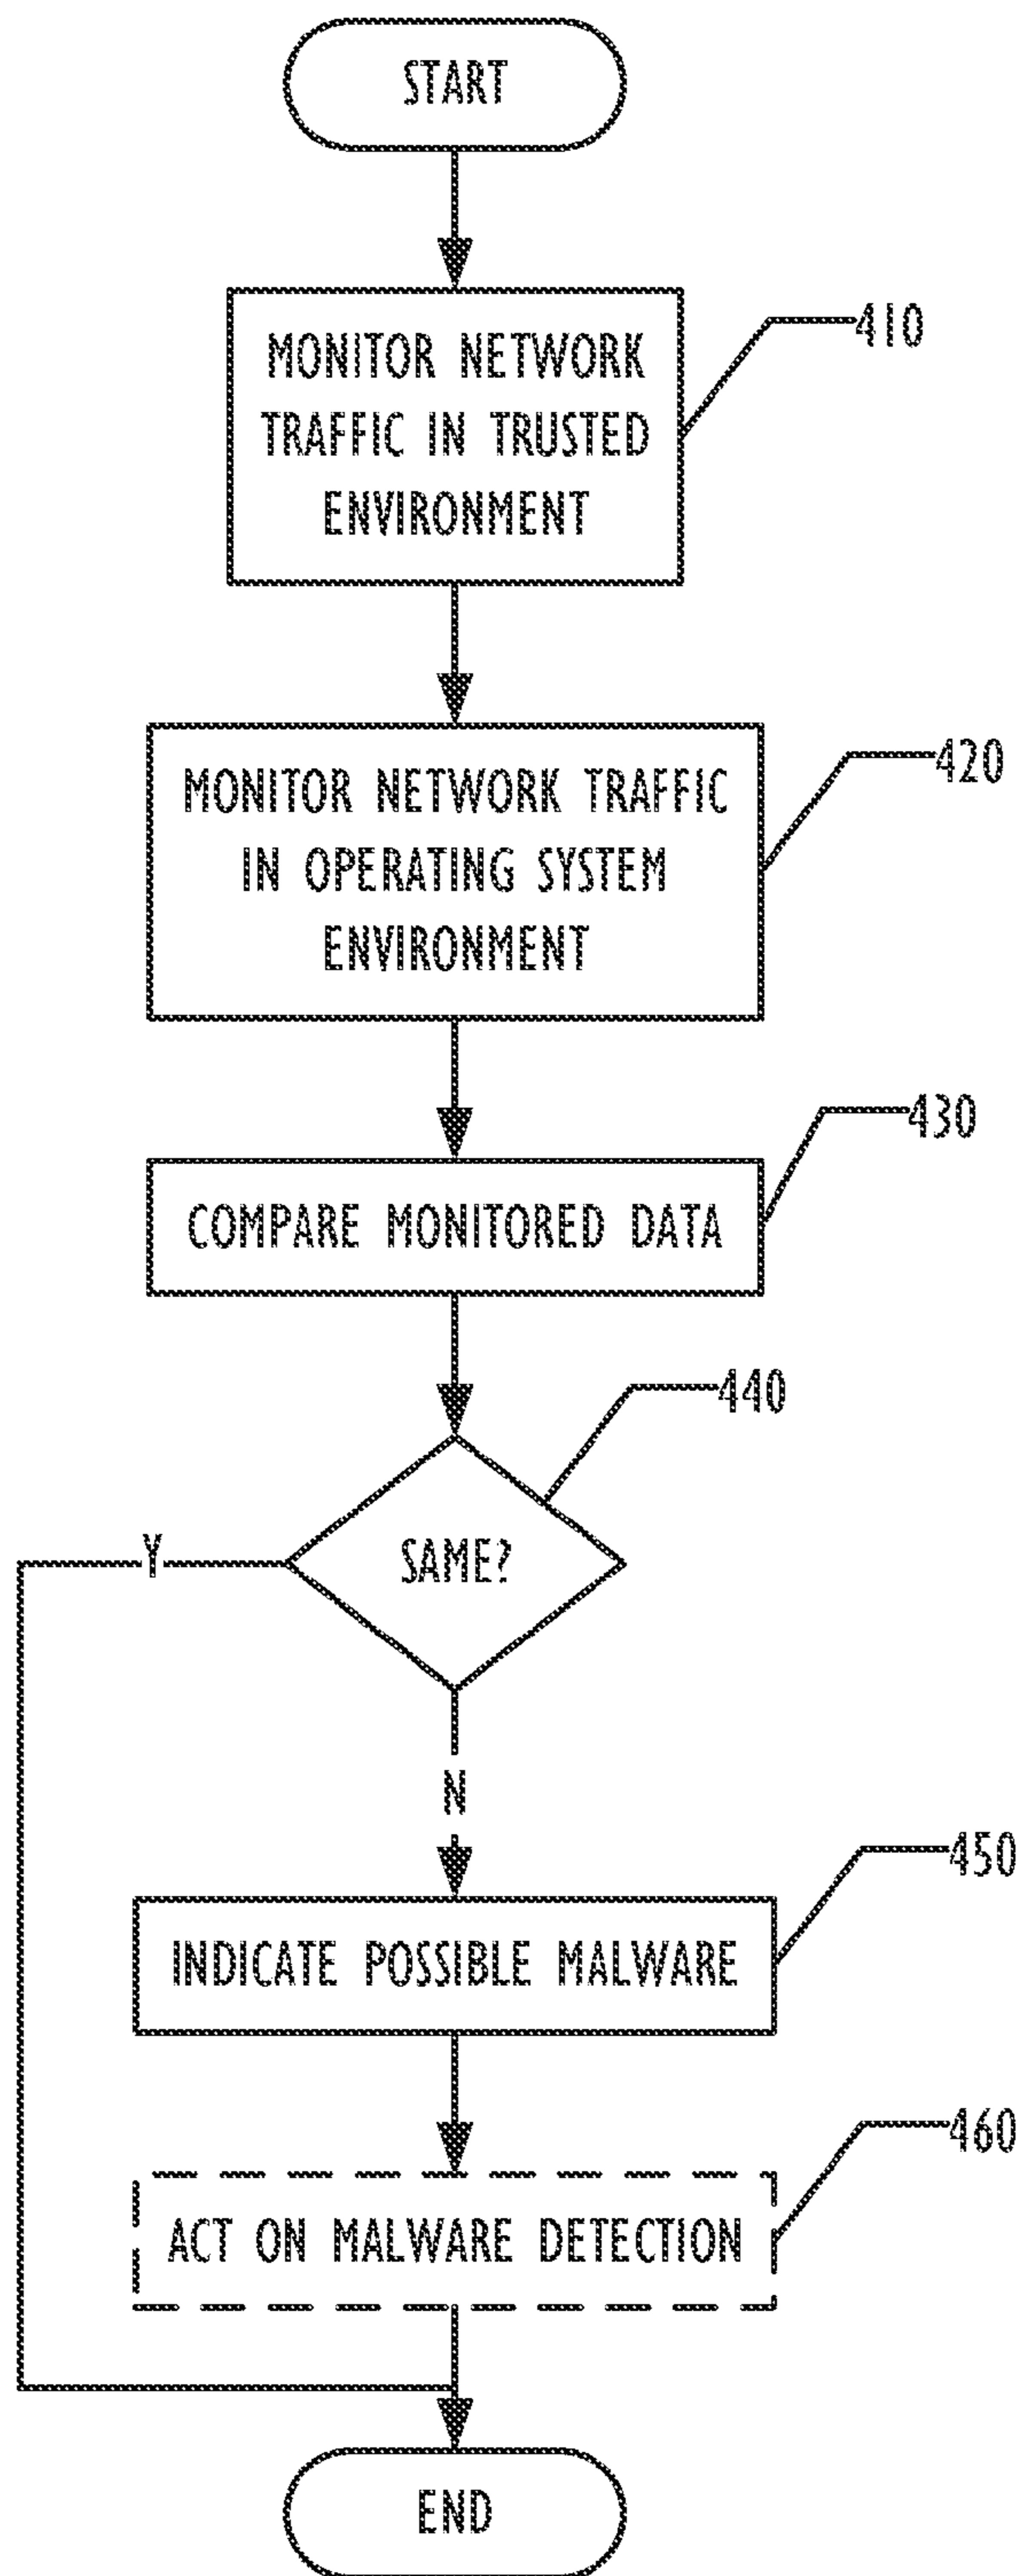 START
MONITOR NETWORK
TRAFFIC IN TRUSTED
ENVIRONMENT
410
MONITOR NETWORK TRAFFIC
IN OPERATING SYSTEM
ENVIRONMENT
420
COMPARE MONITORED DATA
430
SAME?
440
Y
N
INDICATE POSSIBLE MALWARE
450
ACT ON MALWARE DETECTION
460
END